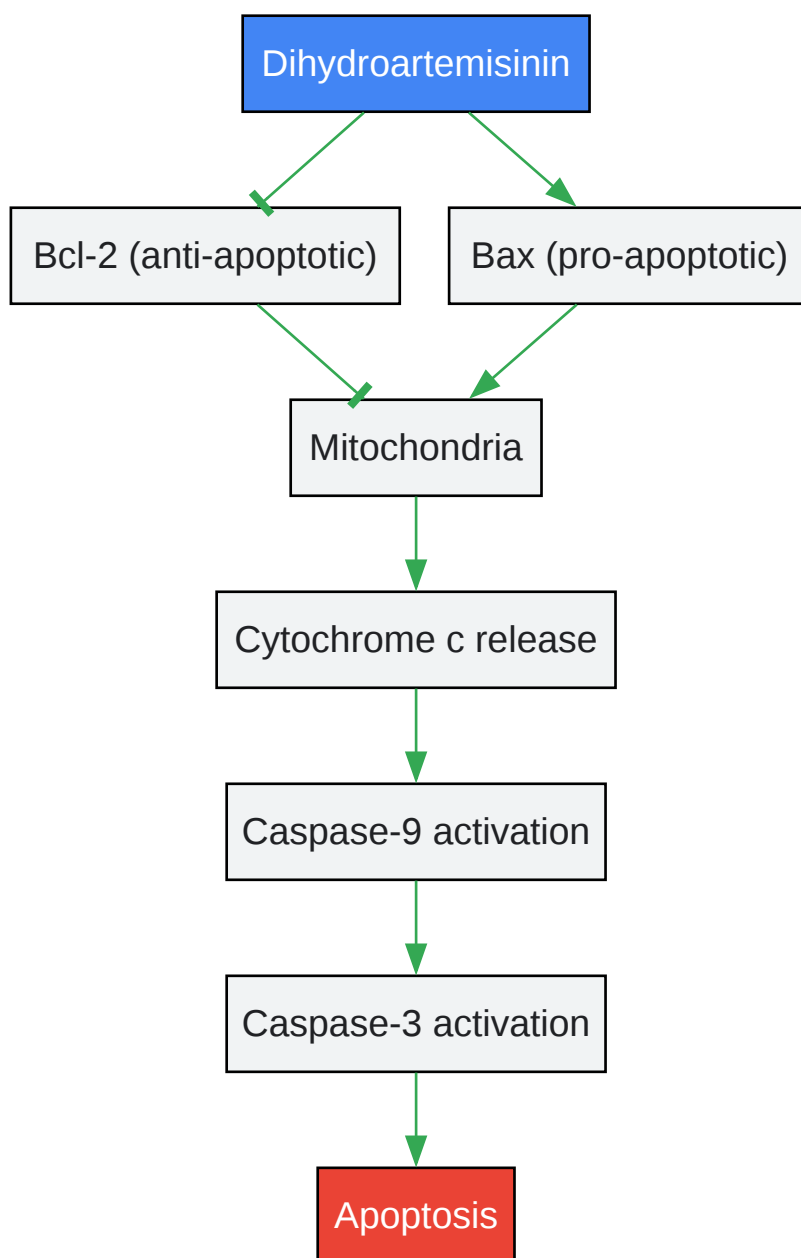 Dihydroartemisinin
Bcl-2 (anti-apoptotic)
Bax (pro-apoptotic)
Mitochondria
Cytochrome c release
Caspase-9 activation
Caspase-3 activation
Apoptosis